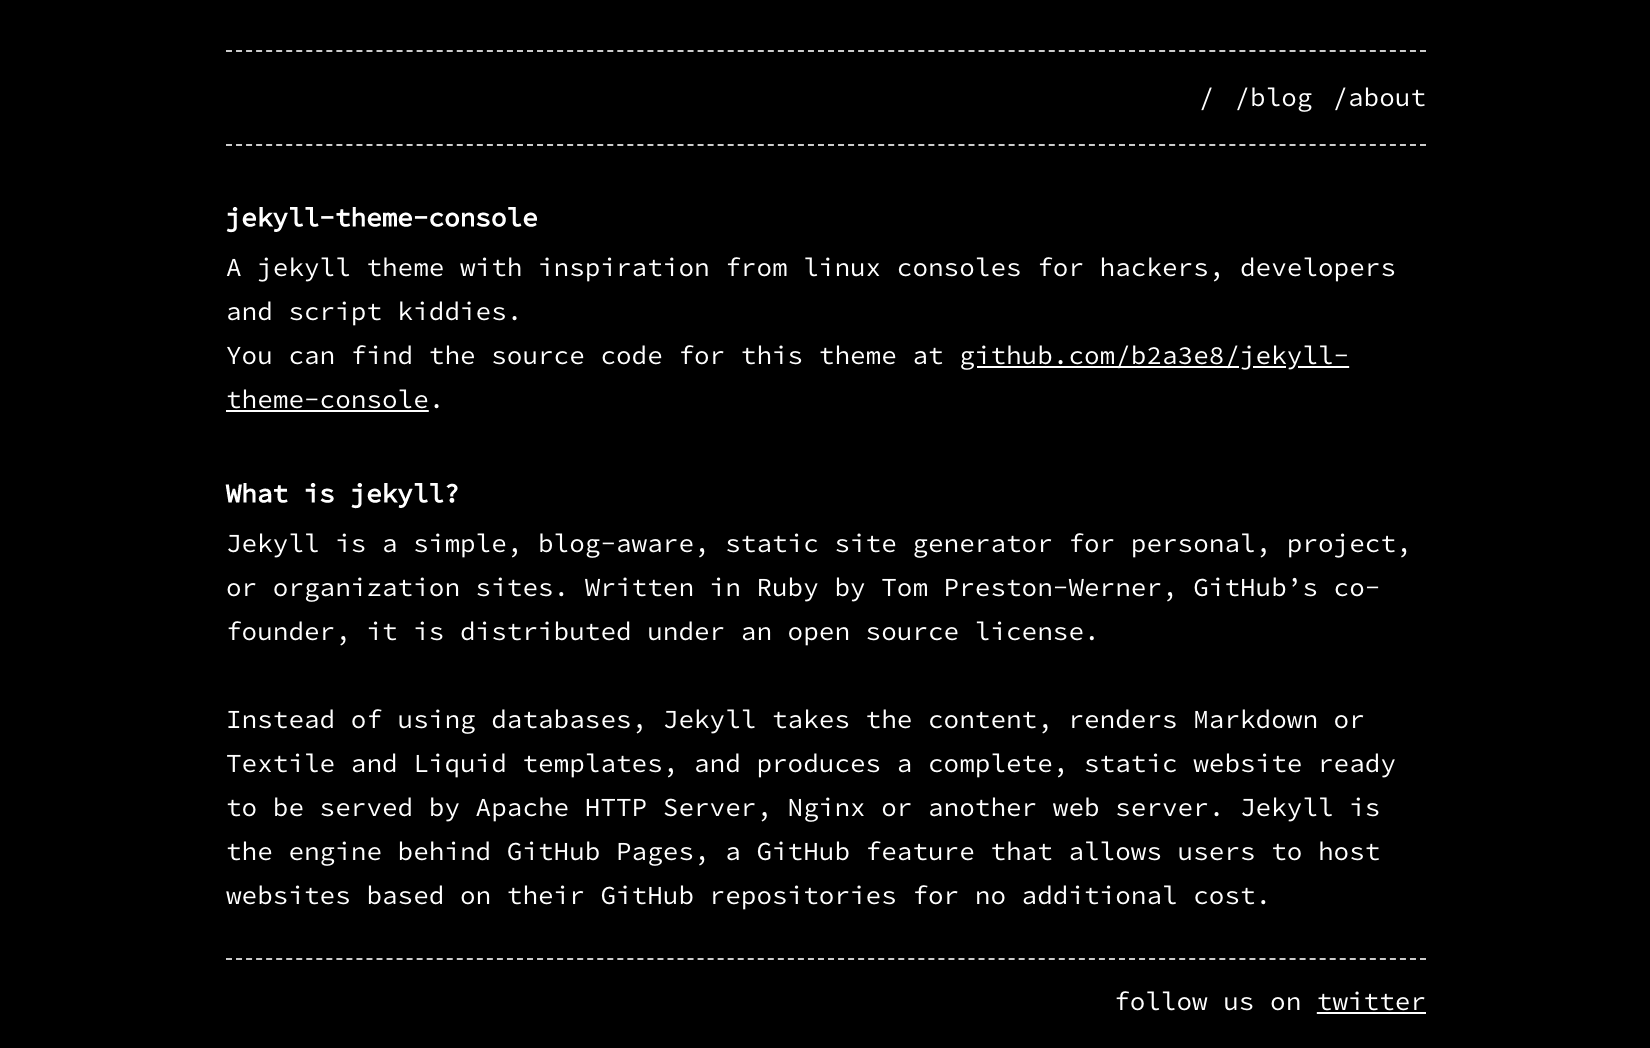 / /blog /about
jekyll-theme-console
A jekyll theme with inspiration from linux consoles for hackers, developers
and script kiddies.
You can find the source code for this theme at github.com/b2a3e8/jekyll-
theme-console.
What is jekyll?
Jekyll is a simple, blog-aware, static site generator for personal, project,
or organization sites. Written in Ruby by Tom Preston-Werner, GitHub’s co-
founder, it is distributed under an open source license.
Instead of using databases, Jekyll takes the content, renders Markdown or
Textile and Liquid templates, and produces a complete, static website ready
to be served by Apache HTTP Server, Nginx or another web server. Jekyll is
the engine behind GitHub Pages, a GitHub feature that allows users to host
websites based on their GitHub repositories for no additional cost.
follow us on twitter